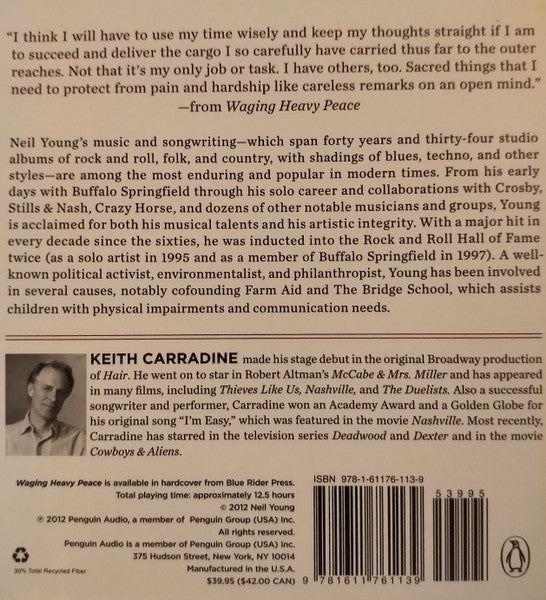 “I think I will have to use my time wisely and keep my thoughts straight if I am
to succeed and deliver the cargo I so carefully have carried thus far to the outer
reaches. Not that it's my only job or task. I have others, too. Sacred things that I
need to protect from pain and hardship like careless remarks on an open mind.”
—from Waging Heavy Peace
Neil Young's music and songwriting—which span forty years and thirty-four studio
albums of rock and roll, folk, and country, with shadings of blues, techno, and other
styles—are among the most enduring and popular in modern times. From his early
days with Buffalo Springfield through his solo career and collaborations with Crosby,
Stills & Nash, Crazy Horse, and dozens of other notable musicians and groups, Young
is acclaimed for both his musical talents and his artistic integrity. With a major hit in
every decade since the sixties, he was inducted into the Rock and Roll Hall of Fame
twice (as a solo artist in 1995 and as a member of Buffalo Springfield in 1997). A well-
known political activist, environmentalist, and philanthropist, Young has been involved
in several causes, notably cofounding Farm Aid and The Bridge School, which assists
children with physical impairments and communication needs.
KEITH CARRADINE made his stage debut in the original Broadway production
of Hair. He went on to star in Robert Altman's McCabe & Mrs. Miller and has appeared
in many films, including Thieves Like Us, Nashville, and The Duelists. Also a successful
songwriter and performer, Carradine won an Academy Award and a Golden Globe for
his original song “I'm Easy,” which was featured in the movie Nashville. Most recently,
Carradine has starred in the television series Deadwood and Dexter and in the movie
Cowboys & Aliens.
Waging Heavy Peace is available in hardcover from Blue Rider Press.
Total playing time: approximately 12.5 hours
© 2012 Neil Young
℗ 2012 Penguin Audio, a member of Penguin Group (USA) Inc.
All rights reserved.
Penguin Audio is a member of Penguin Group (USA) Inc.
375 Hudson Street, New York, NY 10014
Manufactured in the U.S.A.
$39.95 ($42.00 CAN)
30% Total Recycled Fiber
ISBN 978-1-61176-113-9
53995
9 781611 761139